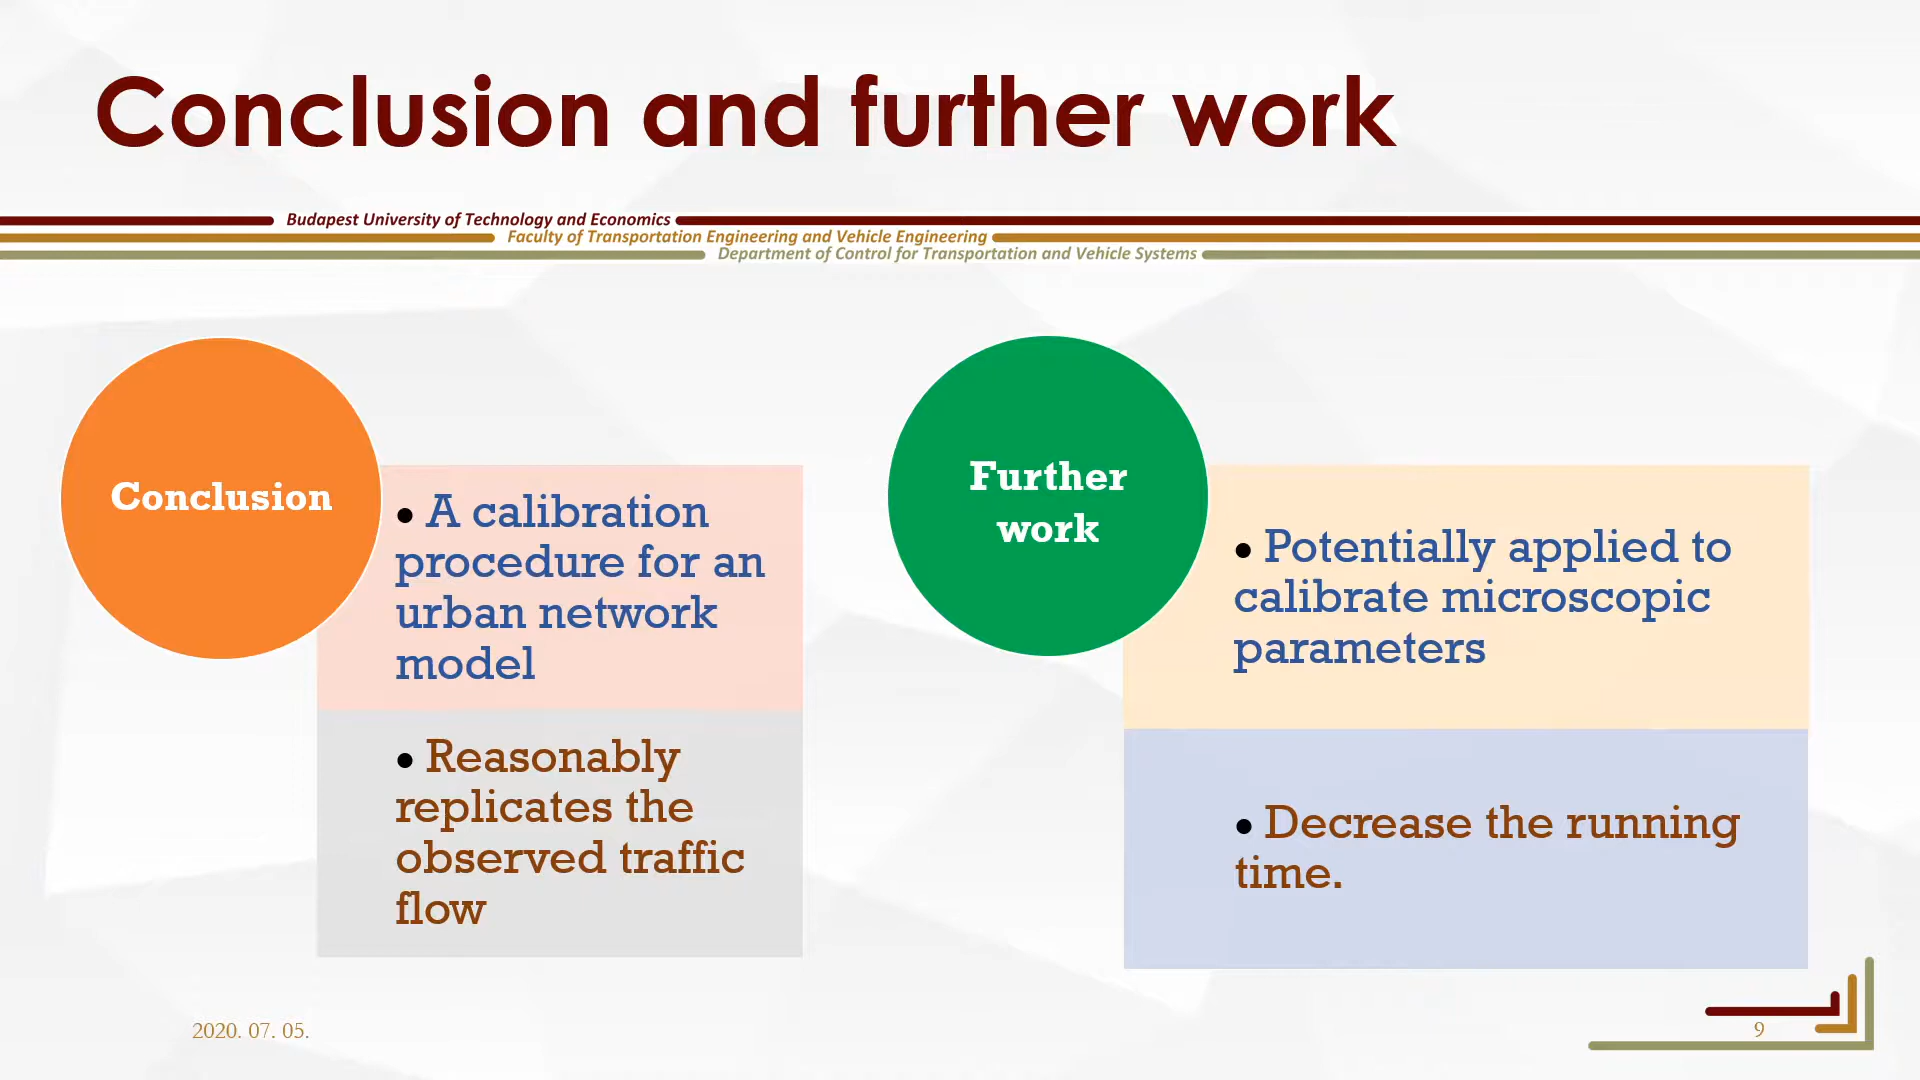 Conclusion and further work
Budapest University of Technology and Economics
Faculty of Transportation Engineering and Vehicle Engineering
Department of Control for Transportation and Vehicle Systems
Conclusion
• A calibration
procedure for an
urban network
model
• Reasonably
replicates the
observed traffic
flow
Further
work
• Potentially applied to
calibrate microscopic
parameters
• Decrease the running
time.
2020. 07. 05.
9